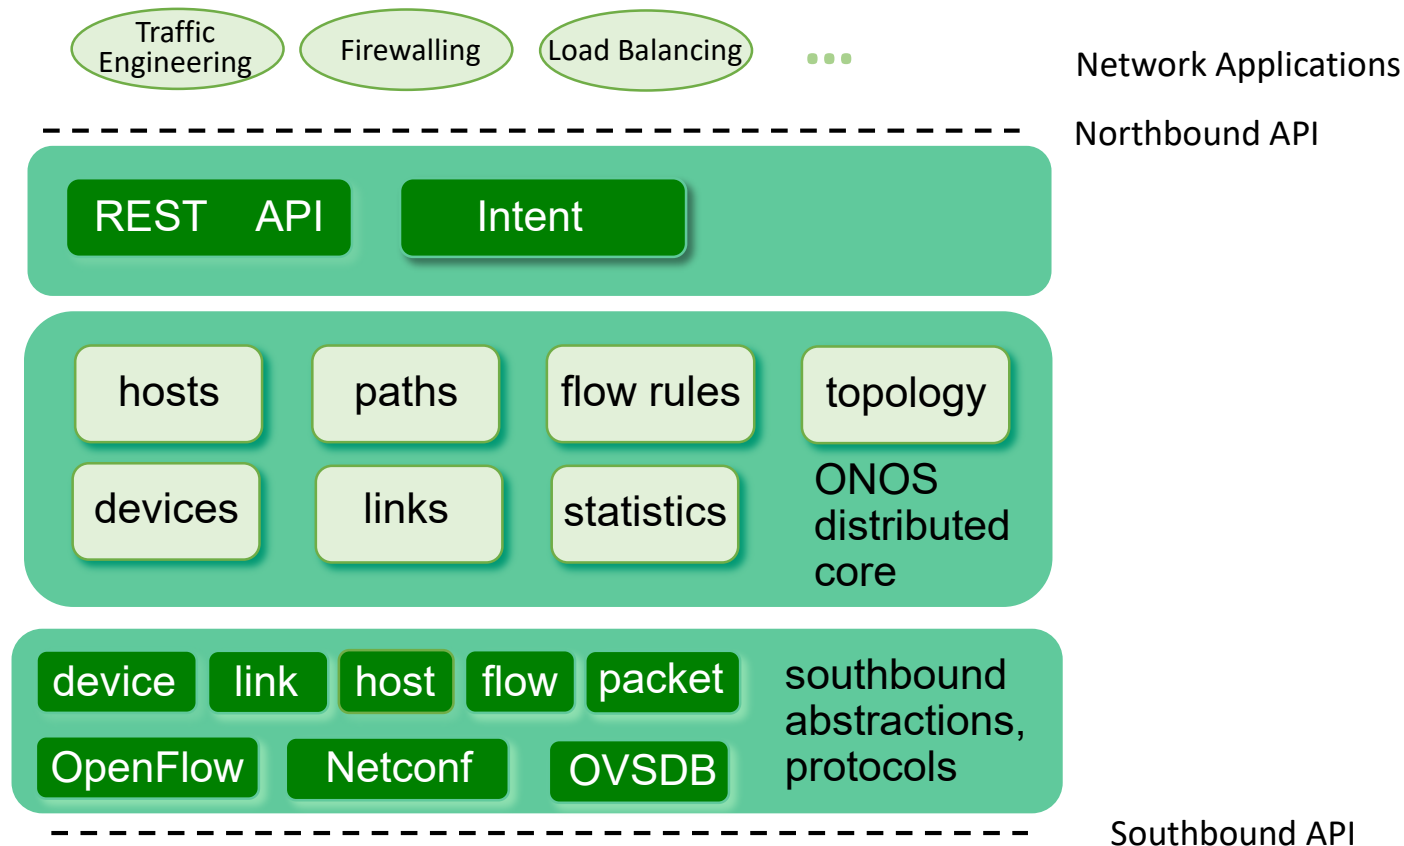 Traffic
Engineering
Firewalling
Load Balancing
...
Network Applications
Northbound API
REST API
Intent
hosts
paths
flow rules
topology
devices
links
statistics
ONOS
distributed
core
device
link
host
flow
packet
southbound
abstractions,
protocols
OpenFlow
Netconf
OVSDB
Southbound API